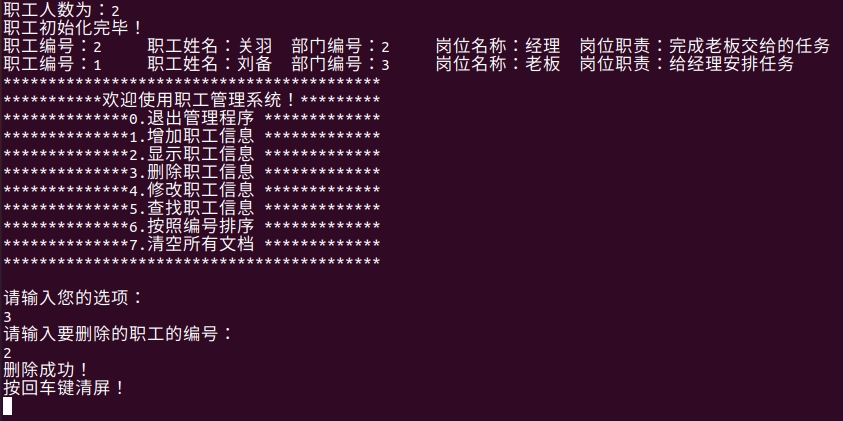 职工人数为：2
职工初始化完毕！
职工编号：2     职工姓名：关羽  部门编号：2     岗位名称：经理  岗位职责：完成老板交给的任务
职工编号：1     职工姓名：刘备  部门编号：3     岗位名称：老板  岗位职责：给经理安排任务
******************************************
***********欢迎使用职工管理系统！*********
**************0.退出管理程序 *************
**************1.增加职工信息 *************
**************2.显示职工信息 *************
**************3.删除职工信息 *************
**************4.修改职工信息 *************
**************5.查找职工信息 *************
**************6.按照编号排序 *************
**************7.清空所有文档 *************
******************************************
请输入您的选项：
3
请输入要删除的职工的编号：
2
删除成功！
按回车键清屏！